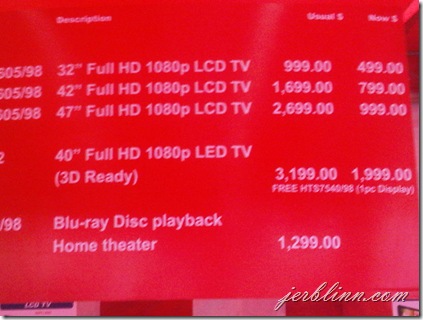 Description Usual $ Now $
605/98 32" Full HD 1080p LCD TV 999.00 499.00
605/98 42" Full HD 1080p LCD TV 1,699.00 799.00
605/98 47" Full HD 1080p LCD TV 2,699.00 999.00
2 40" Full HD 1080p LED TV
(3D Ready) 3,199.00 1,999.00
FREE HTS7540/98 (1pc Display)
/98 Blu-ray Disc playback
Home theater 1,299.00
jerblinn.com
LCD TV